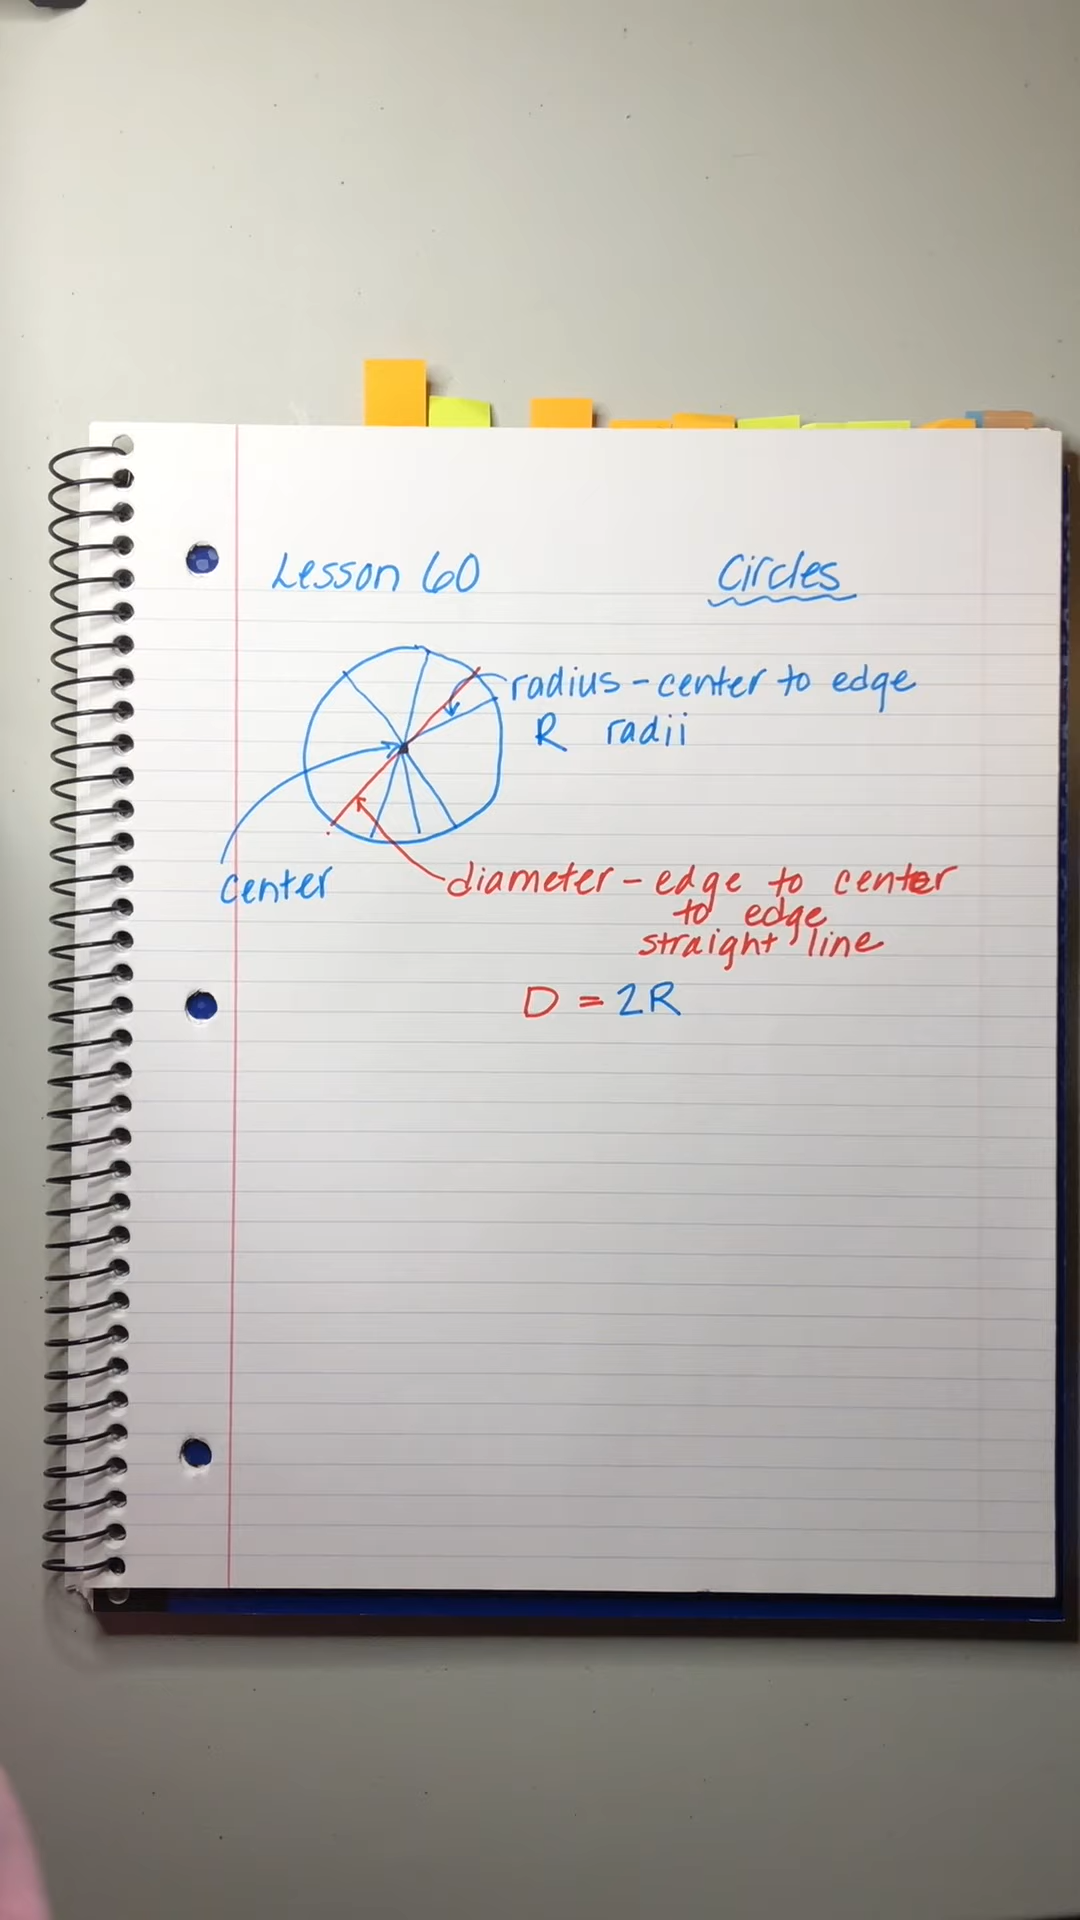 Lesson 60 Circles
radius - center to edge
R radii
center
diameter - edge to center
to edge
straight line
D = 2R